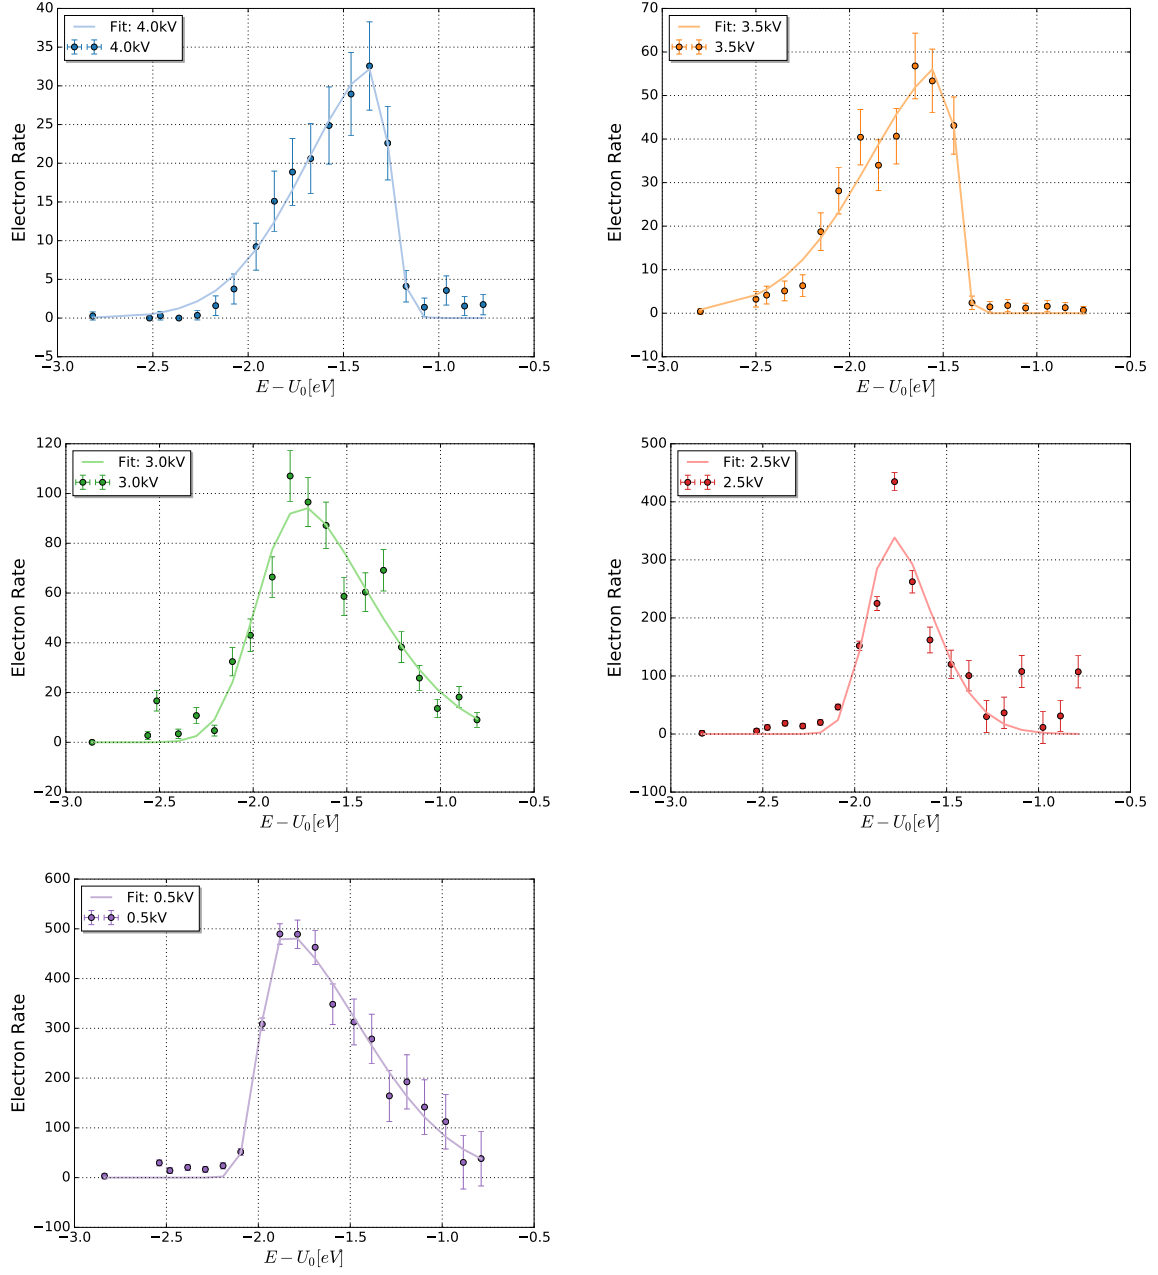 Fit: 4.0kV
4.0kV
Electron Rate
40
35
30
25
20
15
10
5
0
−5
−3.0 −2.5 −2.0 −1.5 −1.0 −0.5
E − U₀[eV]
Fit: 3.5kV
3.5kV
Electron Rate
70
60
50
40
30
20
10
0
−10
−3.0 −2.5 −2.0 −1.5 −1.0 −0.5
E − U₀[eV]
Fit: 3.0kV
3.0kV
Electron Rate
120
100
80
60
40
20
0
−20
−3.0 −2.5 −2.0 −1.5 −1.0 −0.5
E − U₀[eV]
Fit: 2.5kV
2.5kV
Electron Rate
500
400
300
200
100
0
−100
−3.0 −2.5 −2.0 −1.5 −1.0 −0.5
E − U₀[eV]
Fit: 0.5kV
0.5kV
Electron Rate
600
500
400
300
200
100
0
−100
−3.0 −2.5 −2.0 −1.5 −1.0 −0.5
E − U₀[eV]